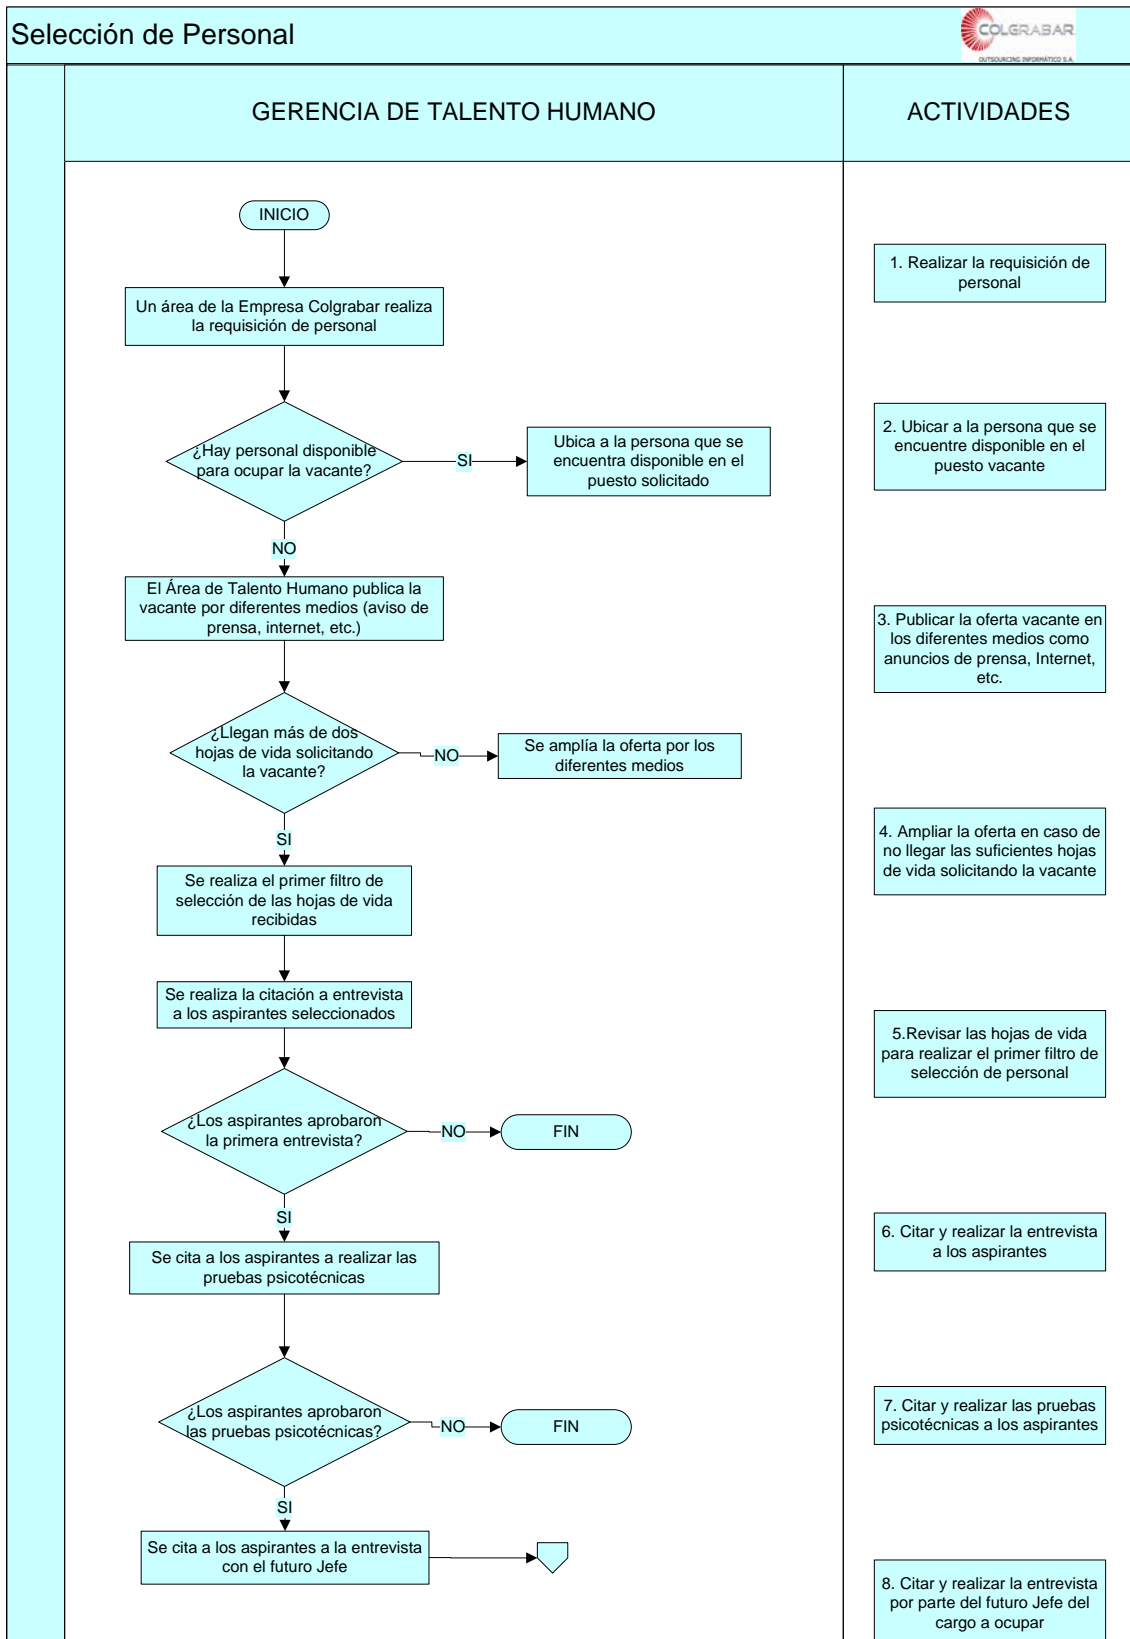 Selección de Personal
COLGRABAR
OUTSOURCING INFORMÁTICO S.A.
GERENCIA DE TALENTO HUMANO
ACTIVIDADES
INICIO
Un área de la Empresa Colgrabar realiza
la requisición de personal
¿Hay personal disponible
para ocupar la vacante?
SI
Ubica a la persona que se
encuentra disponible en el
puesto solicitado
NO
El Área de Talento Humano publica la
vacante por diferentes medios (aviso de
prensa, internet, etc.)
¿Llegan más de dos
hojas de vida solicitando
la vacante?
NO
Se amplía la oferta por los
diferentes medios
SI
Se realiza el primer filtro de
selección de las hojas de vida
recibidas
Se realiza la citación a entrevista
a los aspirantes seleccionados
¿Los aspirantes aprobaron
la primera entrevista?
NO
FIN
SI
Se cita a los aspirantes a realizar las
pruebas psicotécnicas
¿Los aspirantes aprobaron
las pruebas psicotécnicas?
NO
FIN
SI
Se cita a los aspirantes a la entrevista
con el futuro Jefe
1. Realizar la requisición de
personal
2. Ubicar a la persona que se
encuentre disponible en el
puesto vacante
3. Publicar la oferta vacante en
los diferentes medios como
anuncios de prensa, Internet,
etc.
4. Ampliar la oferta en caso de
no llegar las suficientes hojas
de vida solicitando la vacante
5.Revisar las hojas de vida
para realizar el primer filtro de
selección de personal
6. Citar y realizar la entrevista
a los aspirantes
7. Citar y realizar las pruebas
psicotécnicas a los aspirantes
8. Citar y realizar la entrevista
por parte del futuro Jefe del
cargo a ocupar